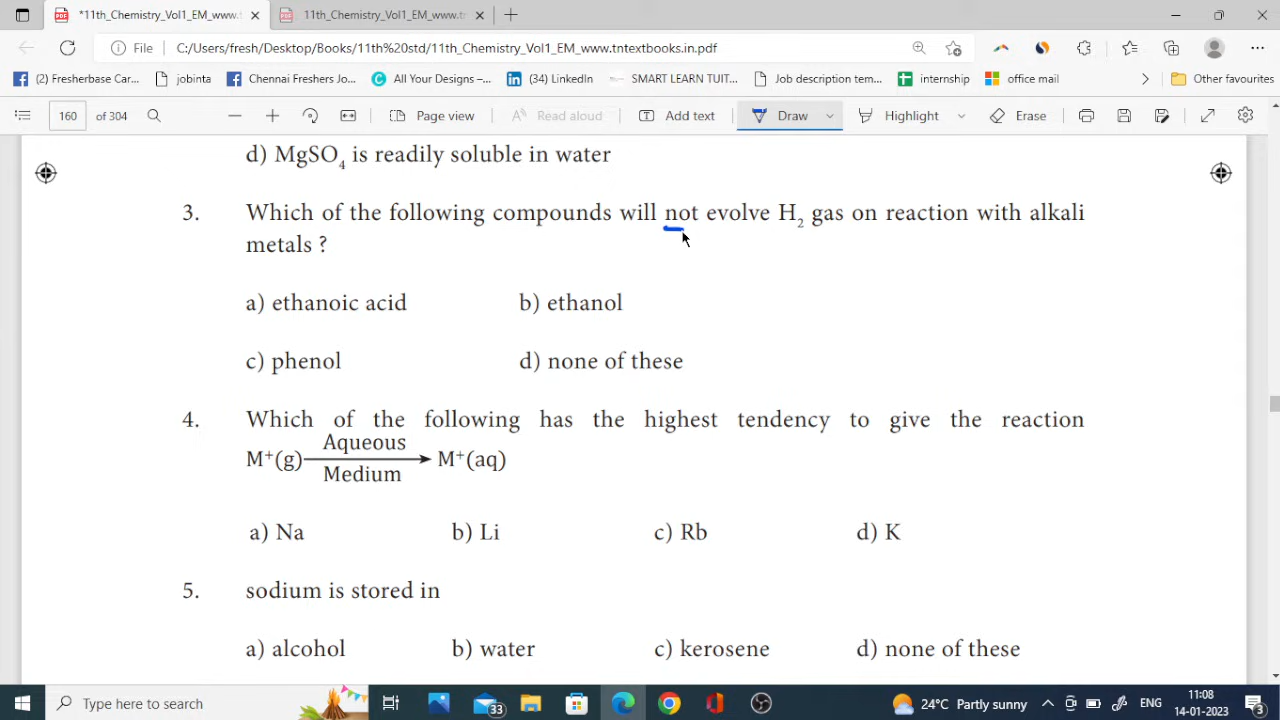 *11th_Chemistry_Vol1_EM_www.
11th_Chemistry_Vol1_EM_www.t
File C:/Users/fresh/Desktop/Books/11th%20std/11th_Chemistry_Vol1_EM_www.tntextbooks.in.pdf
(2) Fresherbase Car... jobinta Chennai Freshers Jo... All Your Designs –... (34) LinkedIn SMART LEARN TUIT... Job description tem... internship office mail Other favourites
160 of 304 Page view Read aloud Add text Draw Highlight Erase
d) MgSO₄ is readily soluble in water
3. Which of the following compounds will not evolve H₂ gas on reaction with alkali
metals ?
a) ethanoic acid b) ethanol
c) phenol d) none of these
4. Which of the following has the highest tendency to give the reaction
Aqueous
M⁺(g) → M⁺(aq)
Medium
a) Na b) Li c) Rb d) K
5. sodium is stored in
a) alcohol b) water c) kerosene d) none of these
Type here to search 33 24°C Partly sunny ENG 11:08
14-01-2023 3